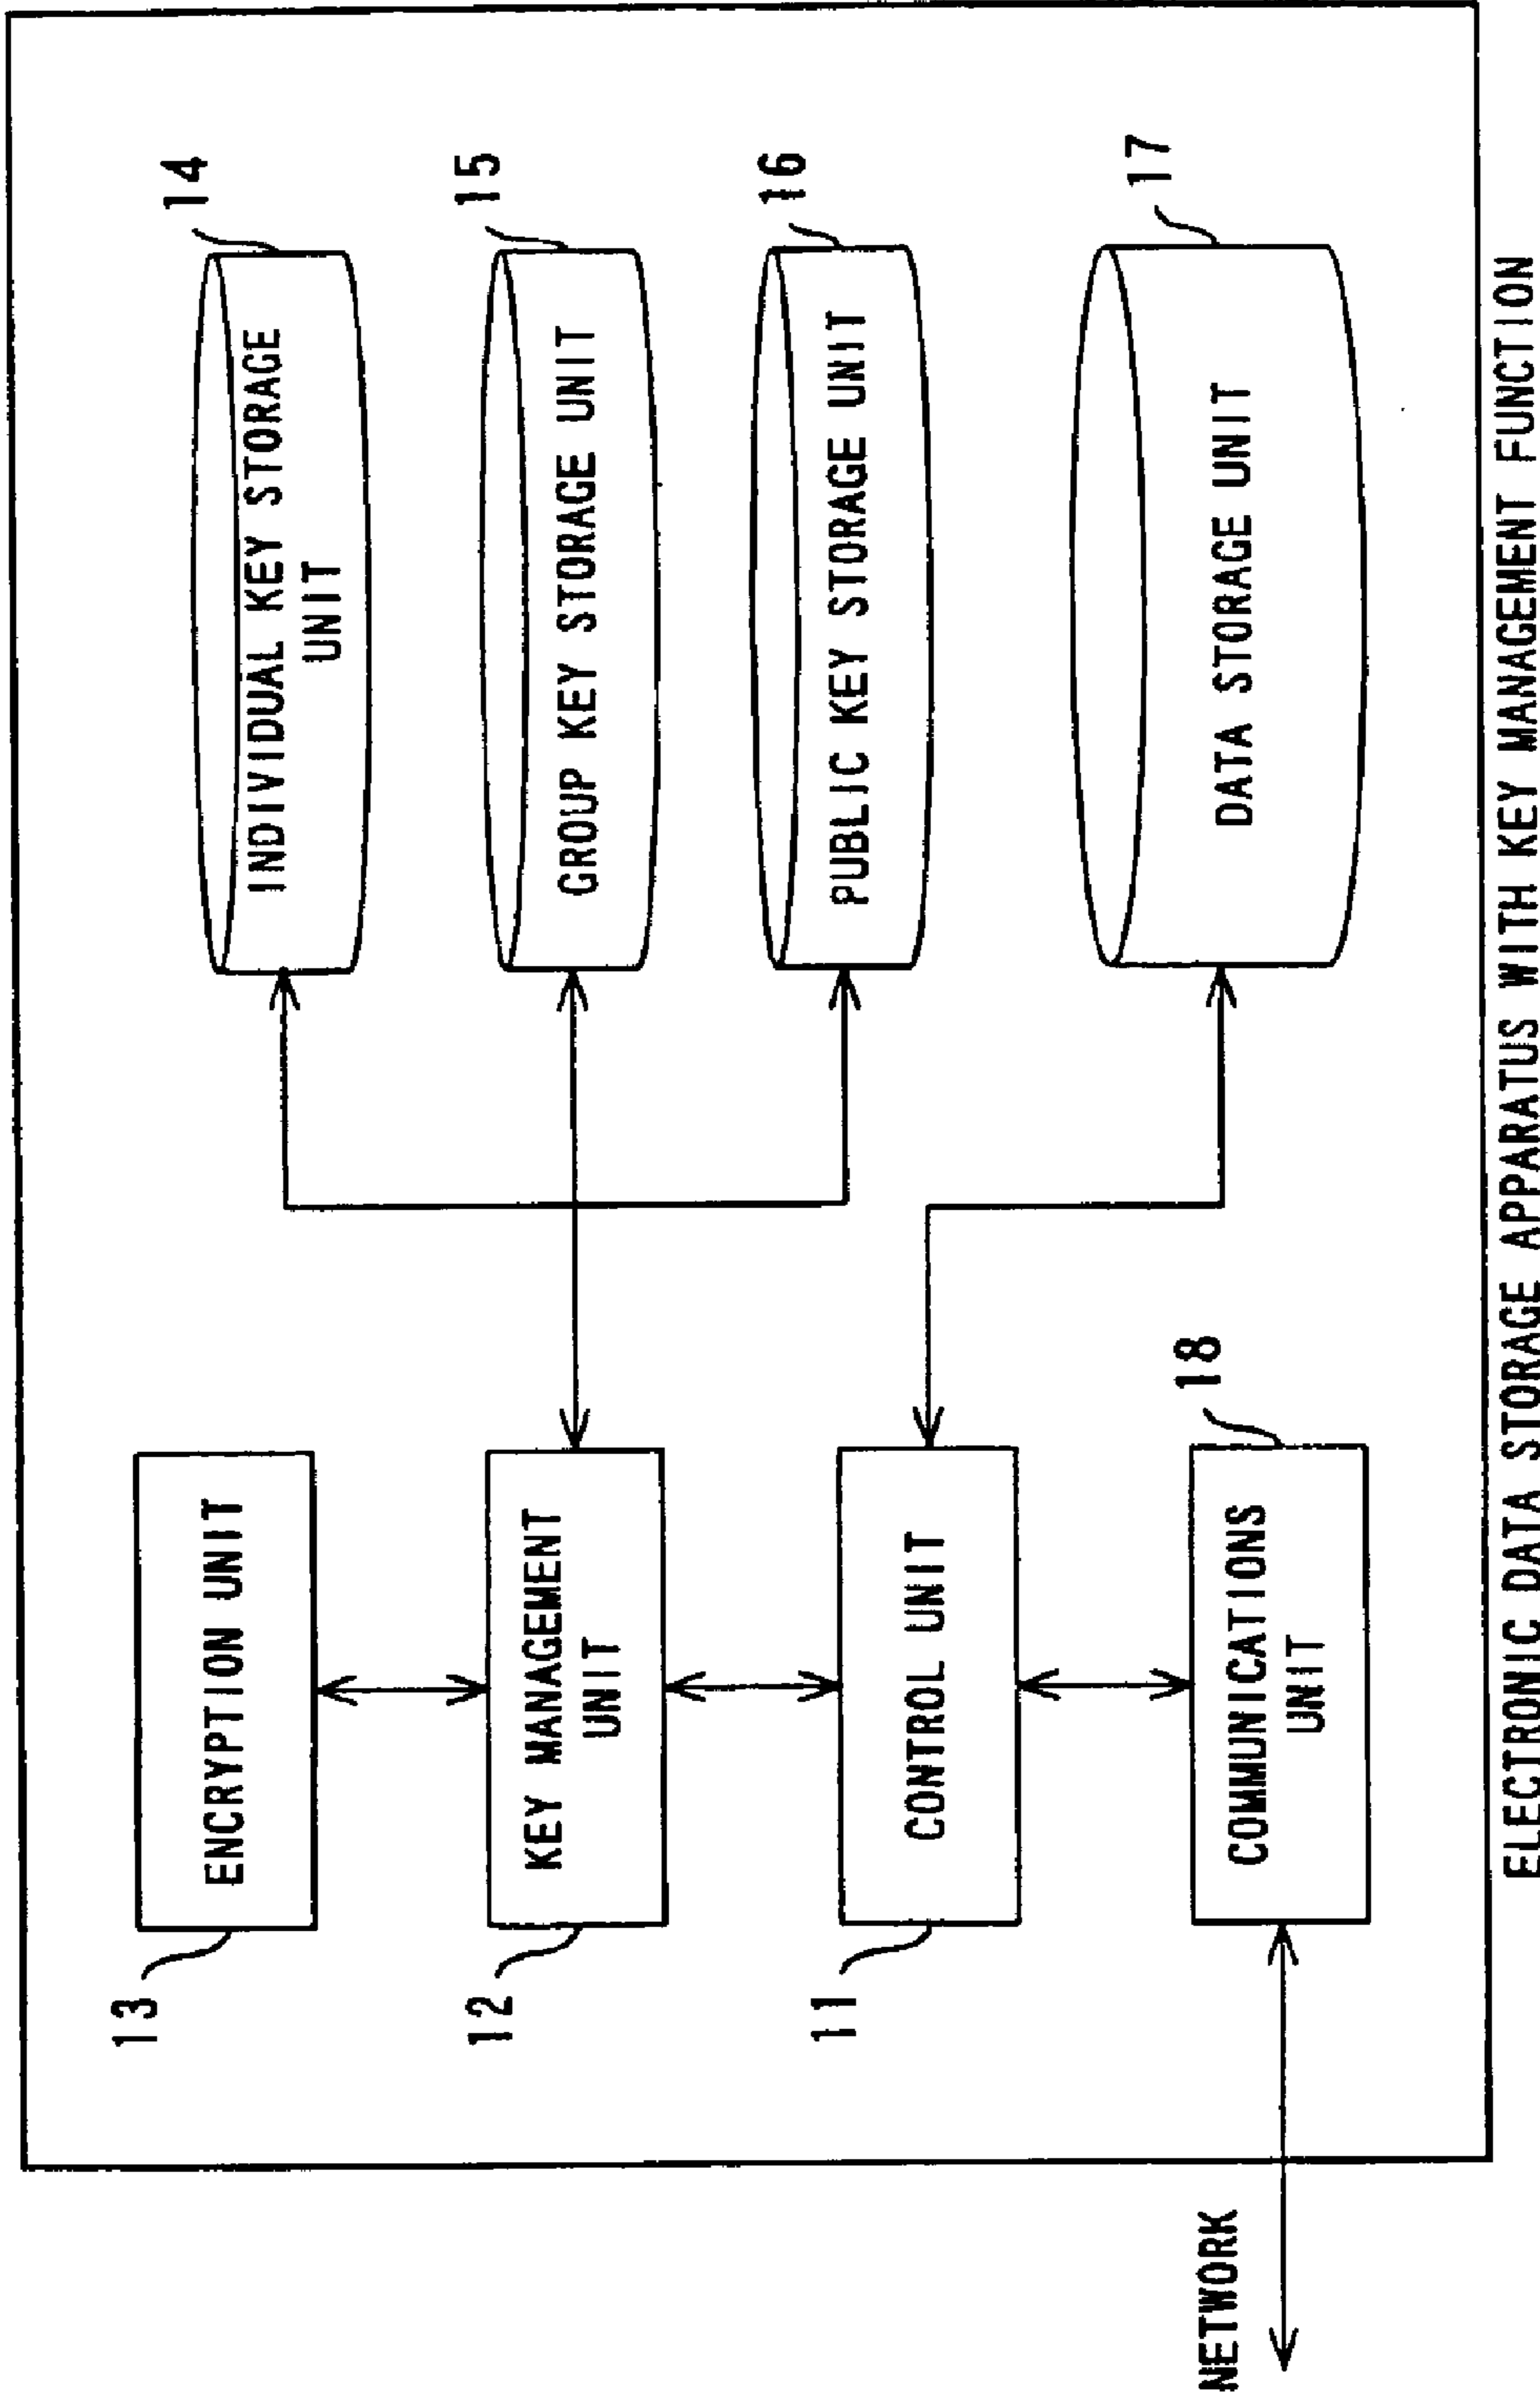 13
ENCRYPTION UNIT
14
INDIVIDUAL KEY STORAGE
UNIT
12
KEY MANAGEMENT
UNIT
15
GROUP KEY STORAGE UNIT
16
PUBLIC KEY STORAGE UNIT
11
CONTROL UNIT
17
DATA STORAGE UNIT
18
COMMUNICATIONS
UNIT
NETWORK
ELECTRONIC DATA STORAGE APPARATUS WITH KEY MANAGEMENT FUNCTION